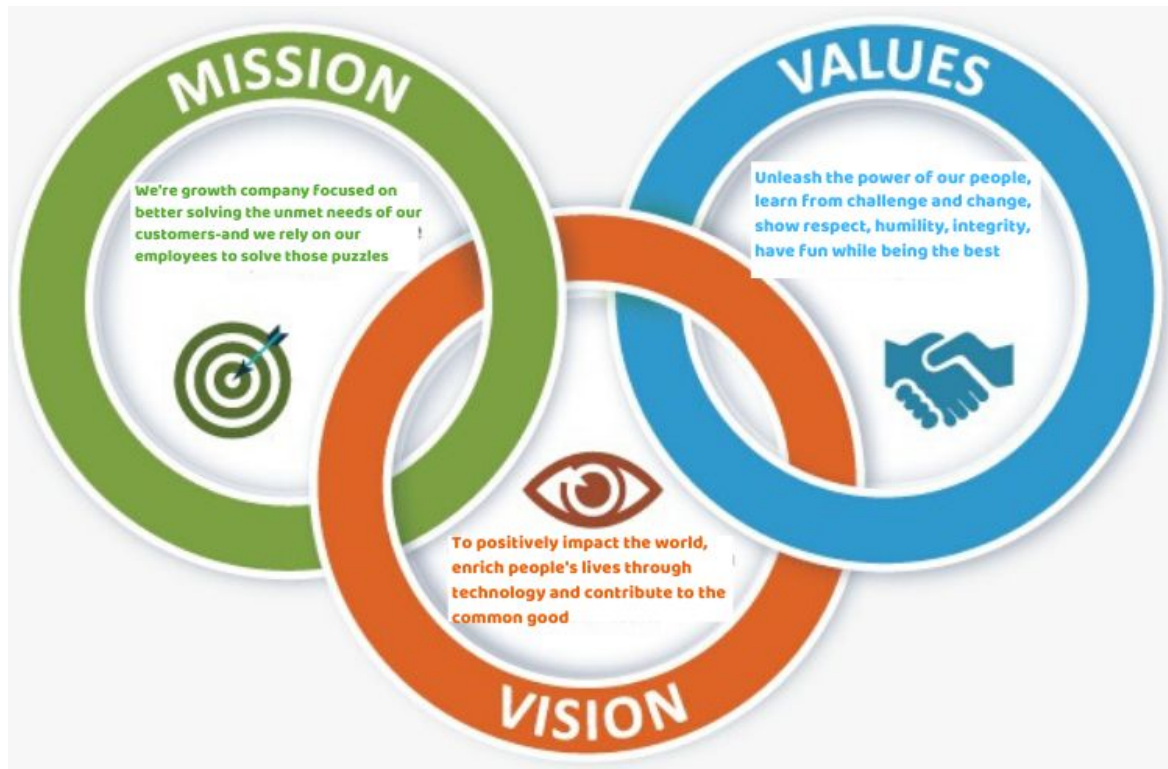 MISSION
We're growth company focused on
better solving the unmet needs of our
customers-and we rely on our
employees to solve those puzzles
VALUES
Unleash the power of our people,
learn from challenge and change,
show respect, humility, integrity,
have fun while being the best
To positively impact the world,
enrich people's lives through
technology and contribute to the
common good
VISION